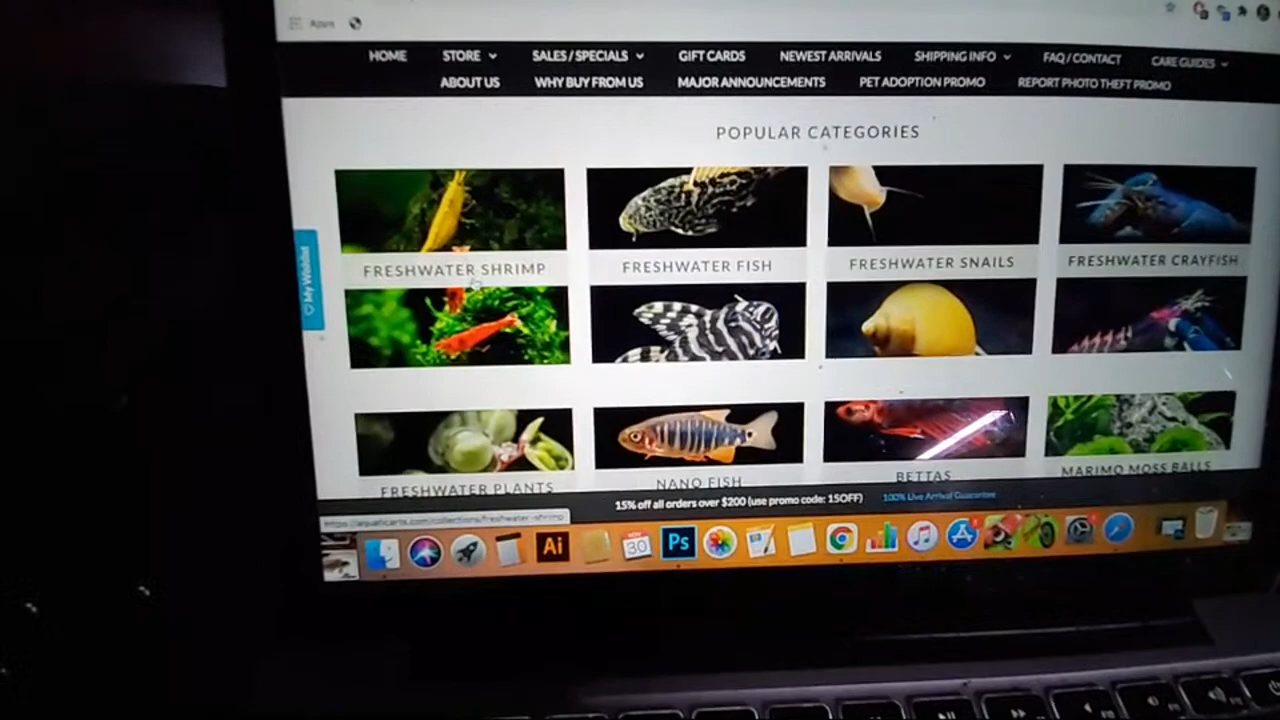 Apps
HOME STORE SALES / SPECIALS GIFT CARDS NEWEST ARRIVALS SHIPPING INFO FAQ / CONTACT CARE GUIDES
ABOUT US WHY BUY FROM US MAJOR ANNOUNCEMENTS PET ADOPTION PROMO REPORT PHOTO THEFT PROMO
POPULAR CATEGORIES
My Wishlist
FRESHWATER SHRIMP FRESHWATER FISH FRESHWATER SNAILS FRESHWATER CRAYFISH
FRESHWATER PLANTS NANO FISH BETTAS MARIMO MOSS BALLS
15% off all orders over $200 (use promo code: 15OFF) 100% Live Arrival Guarantee
https://aquaticarts.com/collections/freshwater-shrimp
Ai NOV 30 Ps